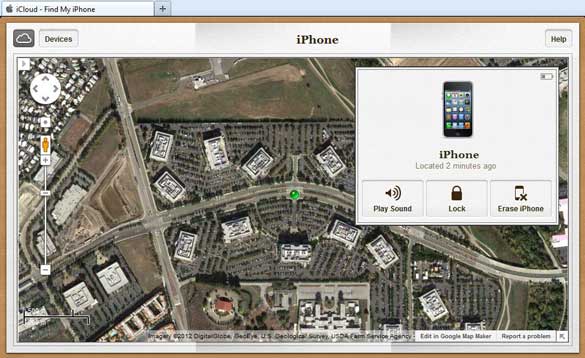 iCloud - Find My iPhone
Devices
iPhone
Help
iPhone
Located 2 minutes ago
Play Sound
Lock
Erase iPhone
Imagery ©2012 DigitalGlobe, GeoEye, U.S. Geological Survey, USDA Farm Service Agency - Edit in Google Map Maker Report a problem